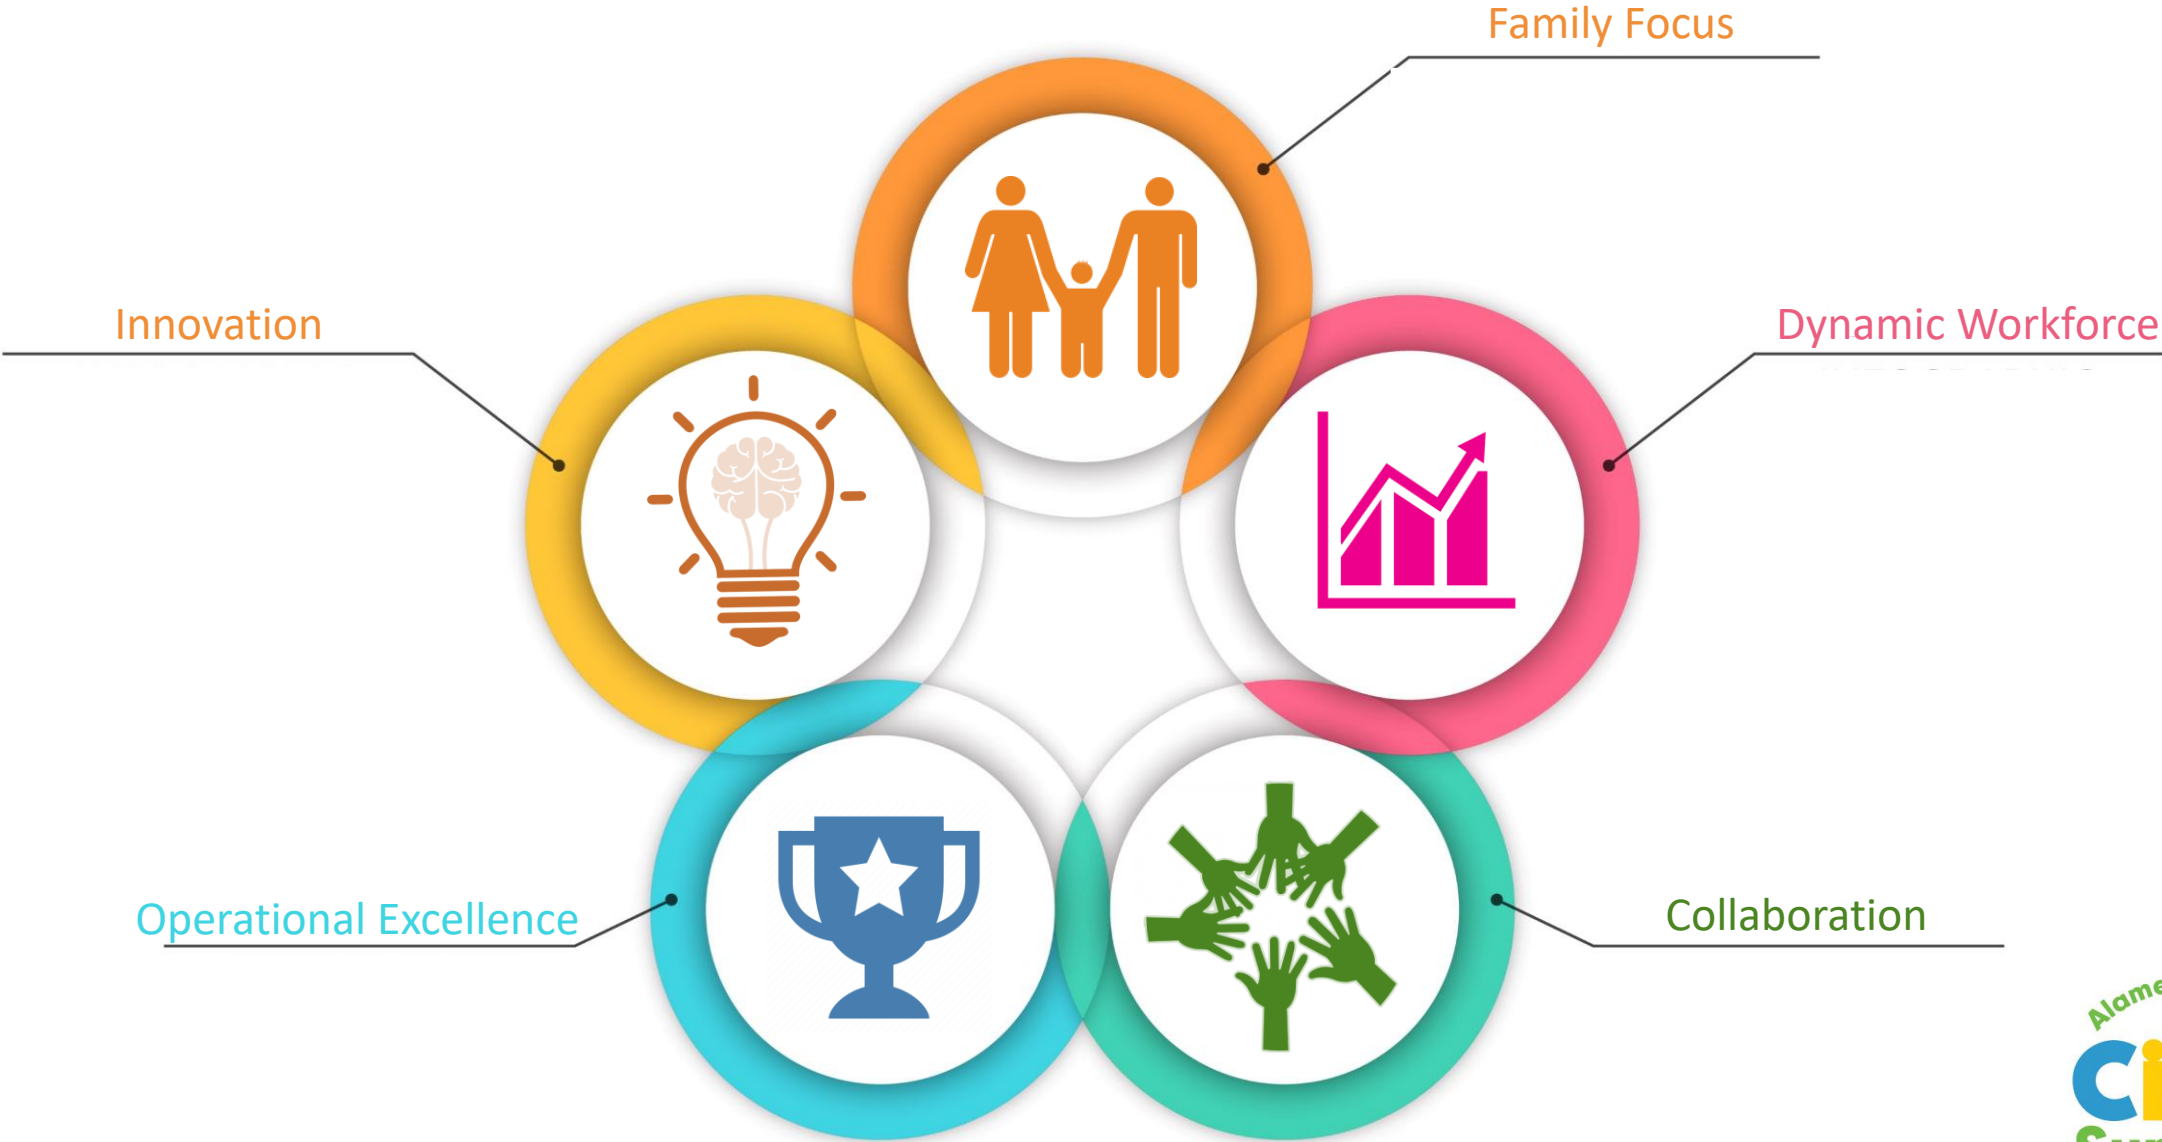 Family Focus
Innovation
Dynamic Workforce
Operational Excellence
Collaboration